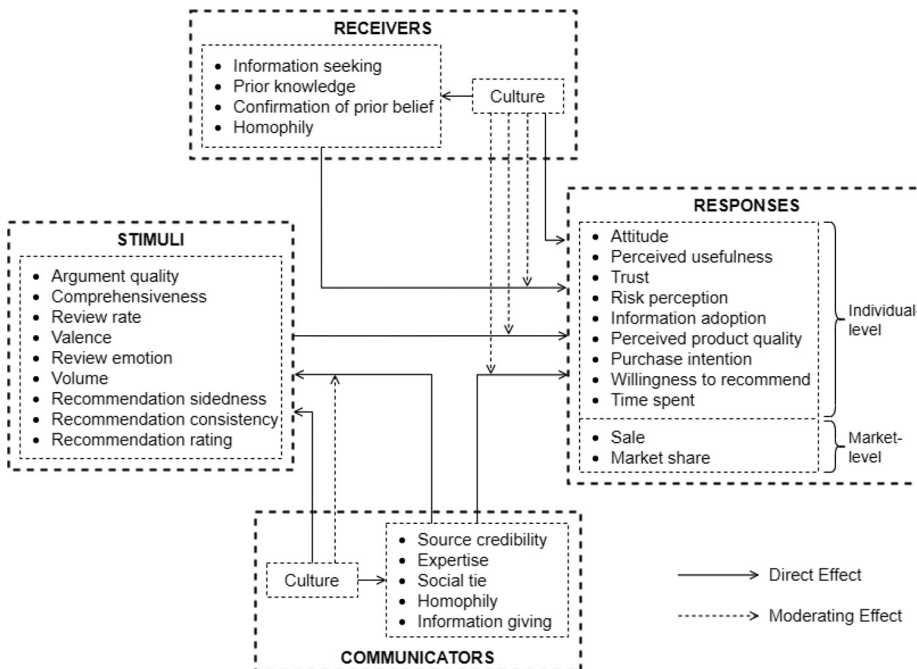 RECEIVERS
• Information seeking
• Prior knowledge
• Confirmation of prior belief
• Homophily
Culture
STIMULI
• Argument quality
• Comprehensiveness
• Review rate
• Valence
• Review emotion
• Volume
• Recommendation sidedness
• Recommendation consistency
• Recommendation rating
RESPONSES
• Attitude
• Perceived usefulness
• Trust
• Risk perception
• Information adoption
• Perceived product quality
• Purchase intention
• Willingness to recommend
• Time spent
Individual-
level
• Sale
• Market share
Market-
level
Culture
• Source credibility
• Expertise
• Social tie
• Homophily
• Information giving
COMMUNICATORS
Direct Effect
Moderating Effect